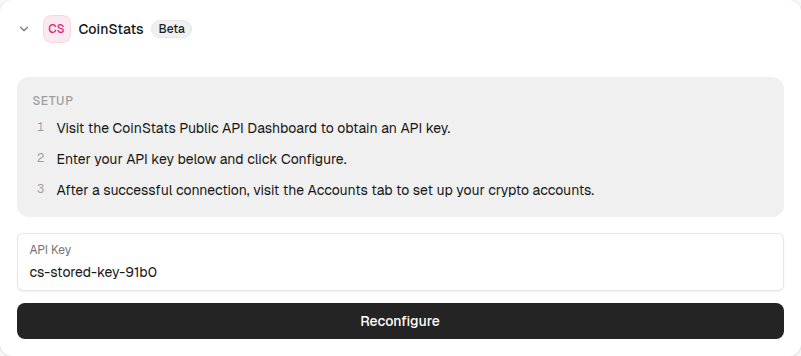 CS CoinStats Beta
SETUP
1 Visit the CoinStats Public API Dashboard to obtain an API key.
2 Enter your API key below and click Configure.
3 After a successful connection, visit the Accounts tab to set up your crypto accounts.
API Key
cs-stored-key-91b0
Reconfigure